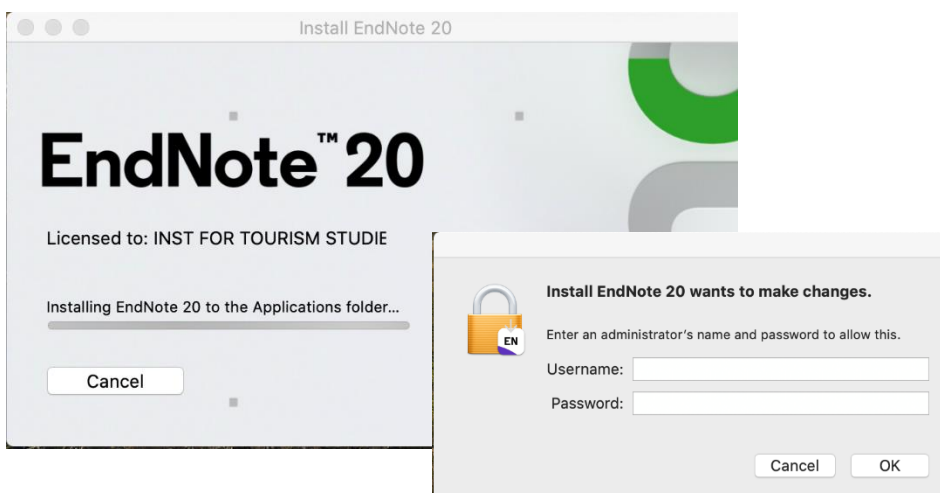 Install EndNote 20
EndNote™ 20
Licensed to: INST FOR TOURISM STUDIE
Installing EndNote 20 to the Applications folder...
Cancel
Install EndNote 20 wants to make changes.
Enter an administrator's name and password to allow this.
EN
Username:
Password:
Cancel OK